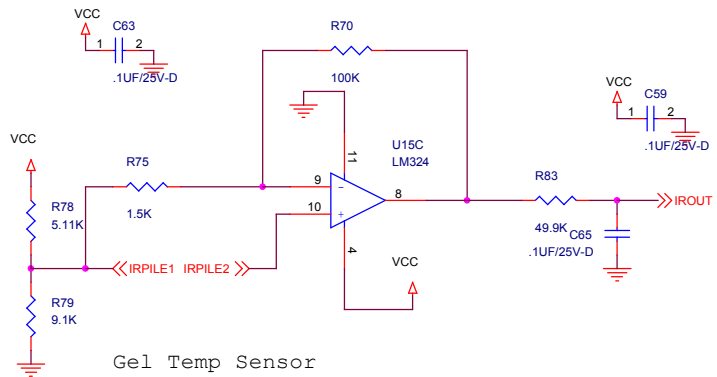 VCC
C63
1 2
.1UF/25V-D
R70
100K
VCC
C59
1 2
.1UF/25V-D
VCC
R75
1.5K
11
U15C
LM324
9
10
8
4
R78
5.11K
R83
49.9K
IROUT
C65
.1UF/25V-D
IRPILE1 IRPILE2
VCC
R79
9.1K
Gel Temp Sensor